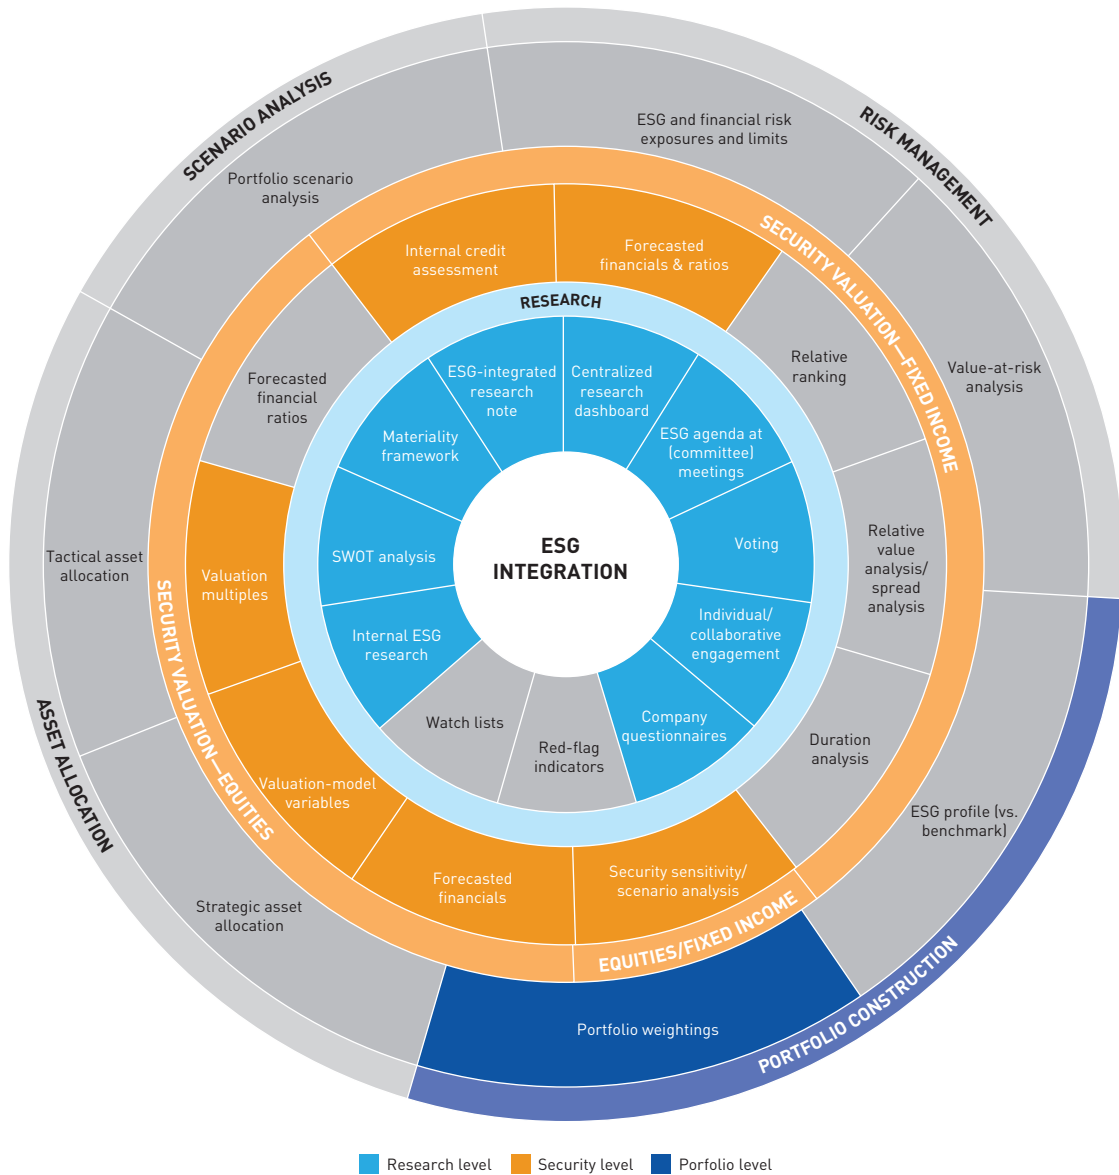 SCENARIO ANALYSIS
RISK MANAGEMENT
ESG and financial risk
exposures and limits
Portfolio scenario
analysis
SECURITY VALUATION—FIXED INCOME
Internal credit
assessment
Forecasted
financials & ratios
RESEARCH
Relative
ranking
Value-at-risk
analysis
Forecasted
financial
ratios
ESG-integrated
research
note
Centralized
research
dashboard
Materiality
framework
ESG agenda at
(committee)
meetings
ESG
INTEGRATION
Tactical asset
allocation
Valuation
multiples
SWOT analysis
Voting
Relative
value
analysis/
spread
analysis
SECURITY VALUATION—EQUITIES
Internal ESG
research
Individual/
collaborative
engagement
ASSET ALLOCATION
Watch lists
Red-flag
indicators
Company
questionnaires
Duration
analysis
Valuation-model
variables
ESG profile (vs.
benchmark)
Forecasted
financials
Security sensitivity/
scenario analysis
Strategic asset
allocation
EQUITIES/FIXED INCOME
PORTFOLIO CONSTRUCTION
Portfolio weightings
Research level
Security level
Porfolio level